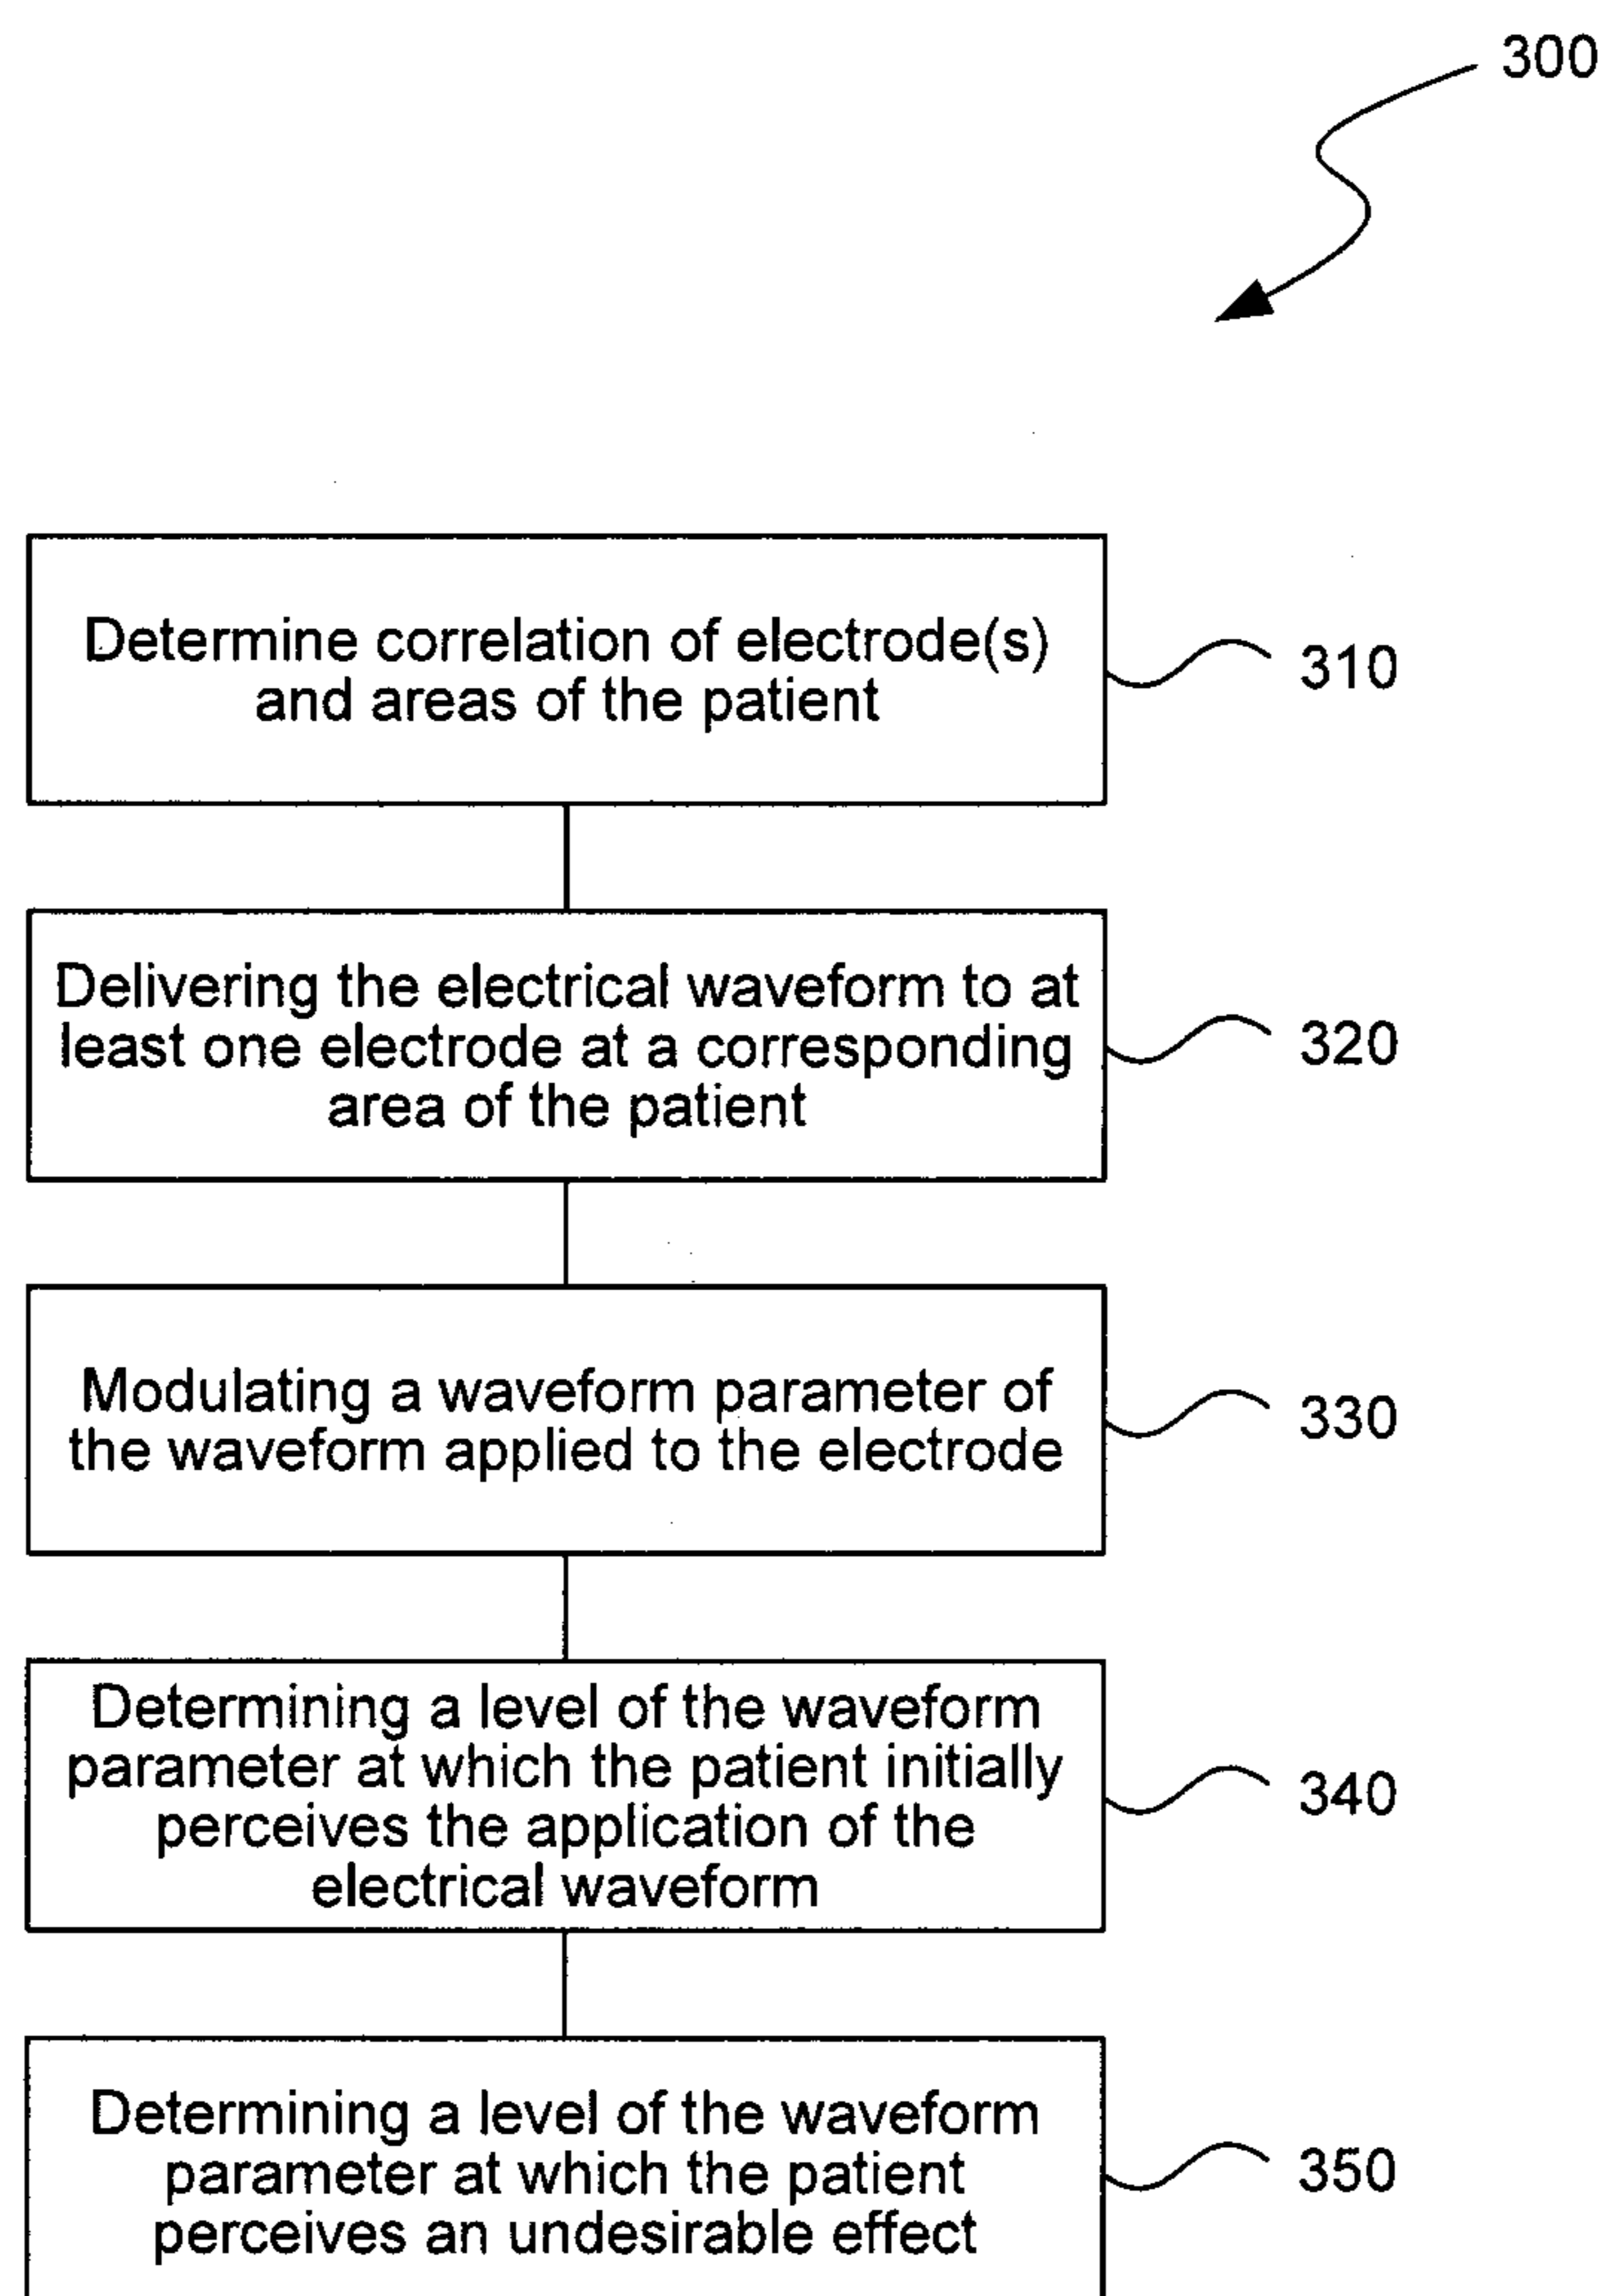 300
Determine correlation of electrode(s)
and areas of the patient
310
Delivering the electrical waveform to at
least one electrode at a corresponding
area of the patient
320
Modulating a waveform parameter of
the waveform applied to the electrode
330
Determining a level of the waveform
parameter at which the patient initially
perceives the application of the
electrical waveform
340
Determining a level of the waveform
parameter at which the patient
perceives an undesirable effect
350